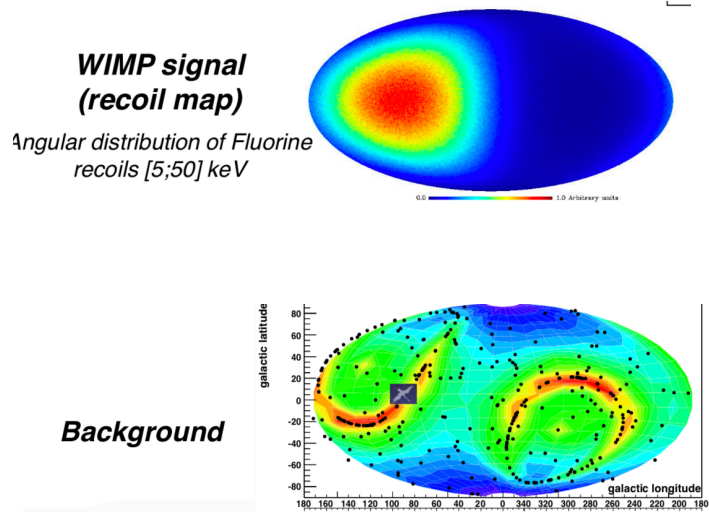 WIMP signal
(recoil map)
Angular distribution of Fluorine
recoils [5;50] keV
0.0
1.0 Arbitrary units
Background
galactic latitude
80
60
40
20
0
-20
-40
-60
-80
galactic longitude
180 160 140 120 100 80 60 40 20 0 340 320 300 280 260 240 220 200 180